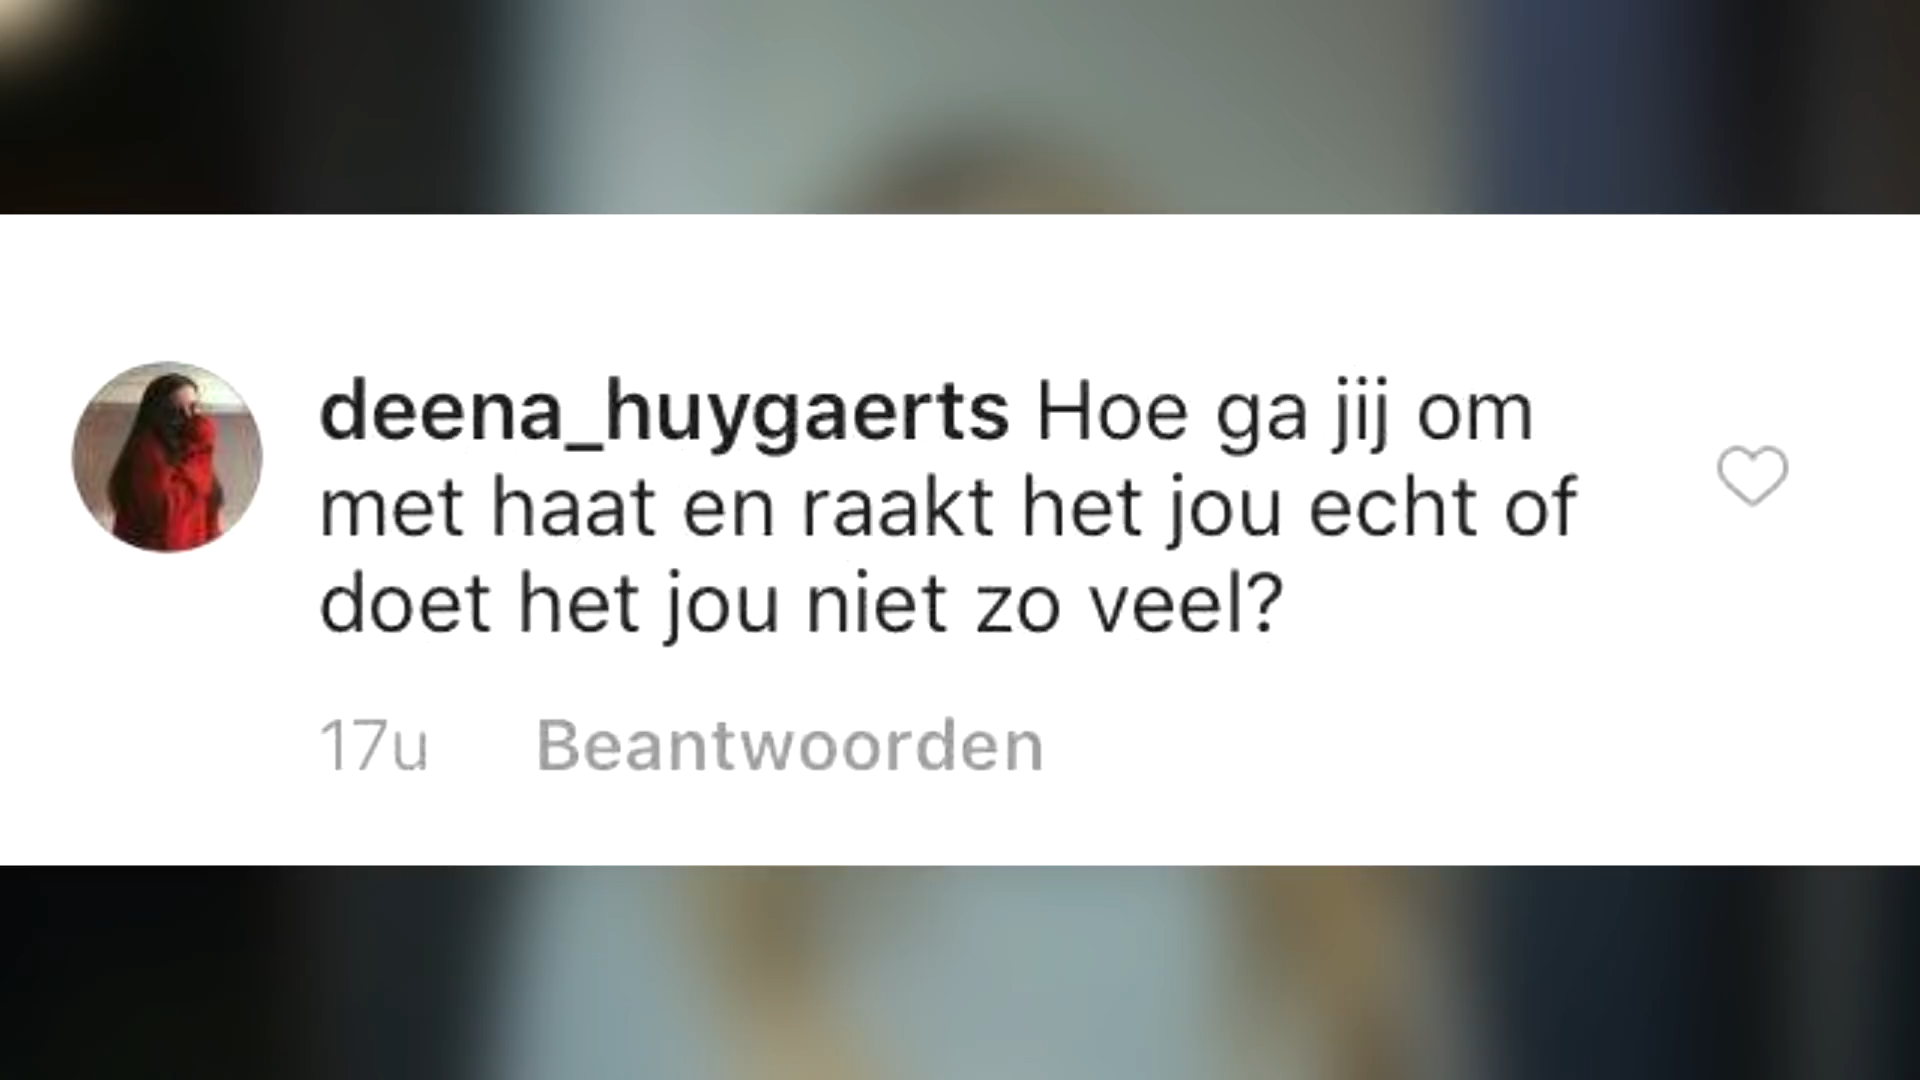 deena_huygaerts Hoe ga jij om
met haat en raakt het jou echt of
doet het jou niet zo veel?
17u Beantwoorden